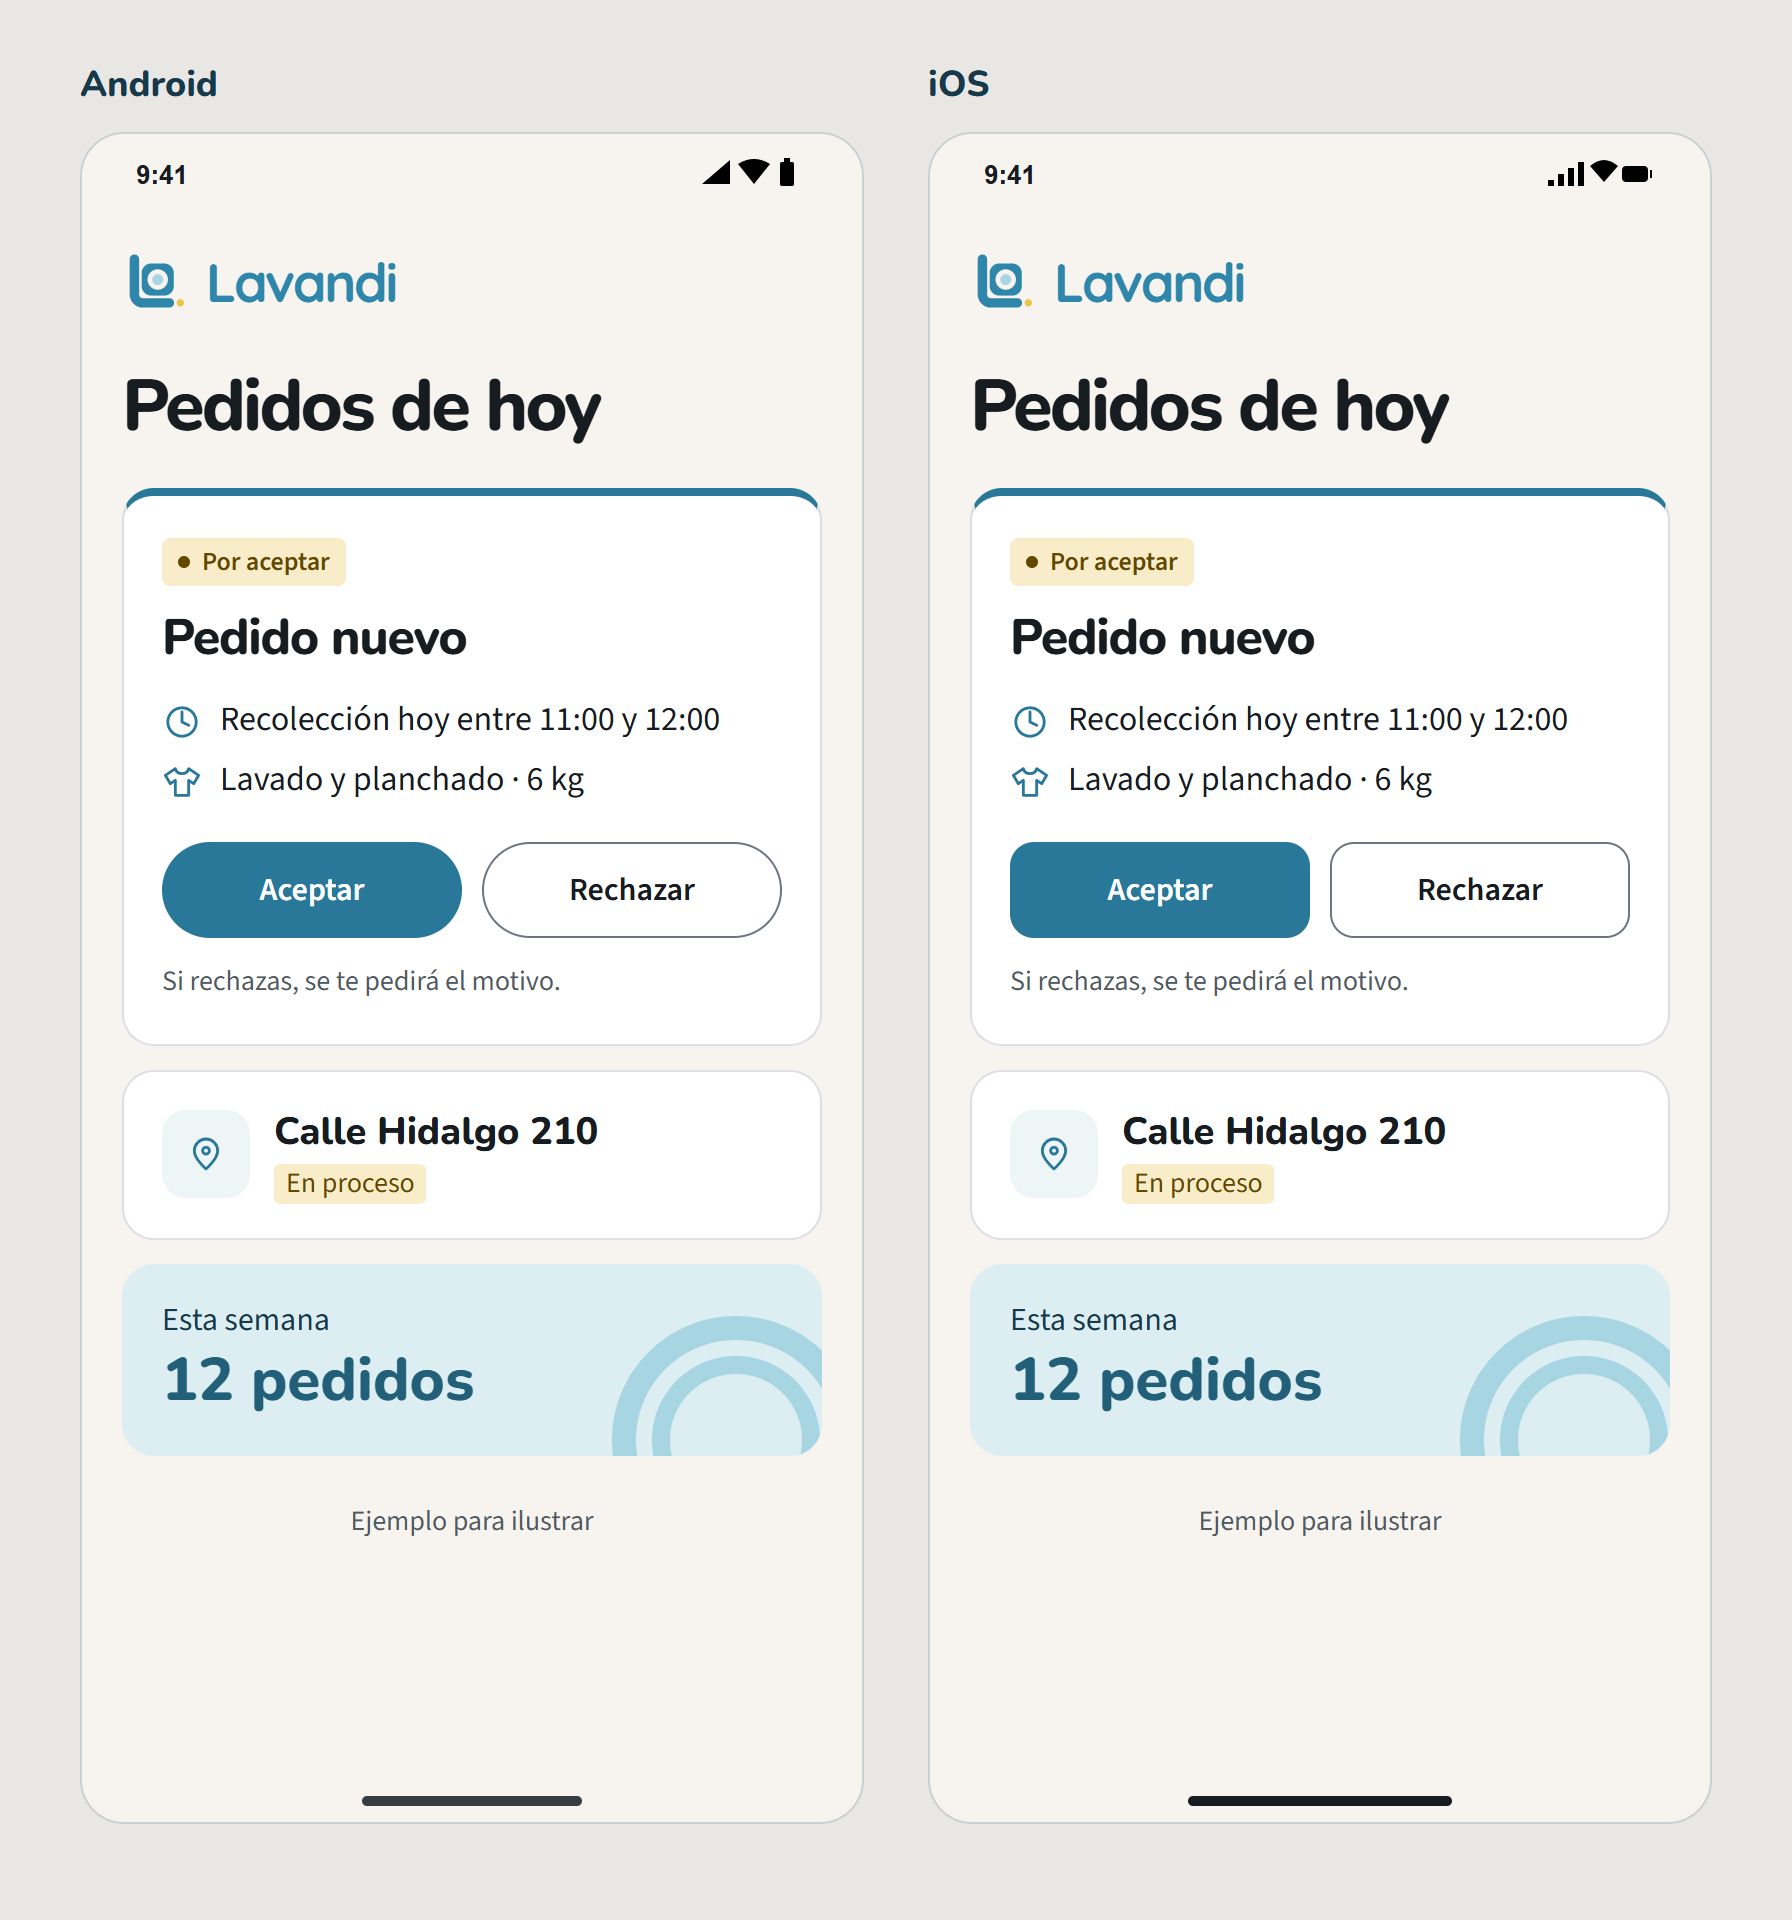 Android
9:41
Lavandi
Pedidos de hoy
Por aceptar
Pedido nuevo
Recolección hoy entre 11:00 y 12:00
Lavado y planchado · 6 kg
Aceptar
Rechazar
Si rechazas, se te pedirá el motivo.
Calle Hidalgo 210
En proceso
Esta semana
12 pedidos
Ejemplo para ilustrar
iOS
9:41
Lavandi
Pedidos de hoy
Por aceptar
Pedido nuevo
Recolección hoy entre 11:00 y 12:00
Lavado y planchado · 6 kg
Aceptar
Rechazar
Si rechazas, se te pedirá el motivo.
Calle Hidalgo 210
En proceso
Esta semana
12 pedidos
Ejemplo para ilustrar